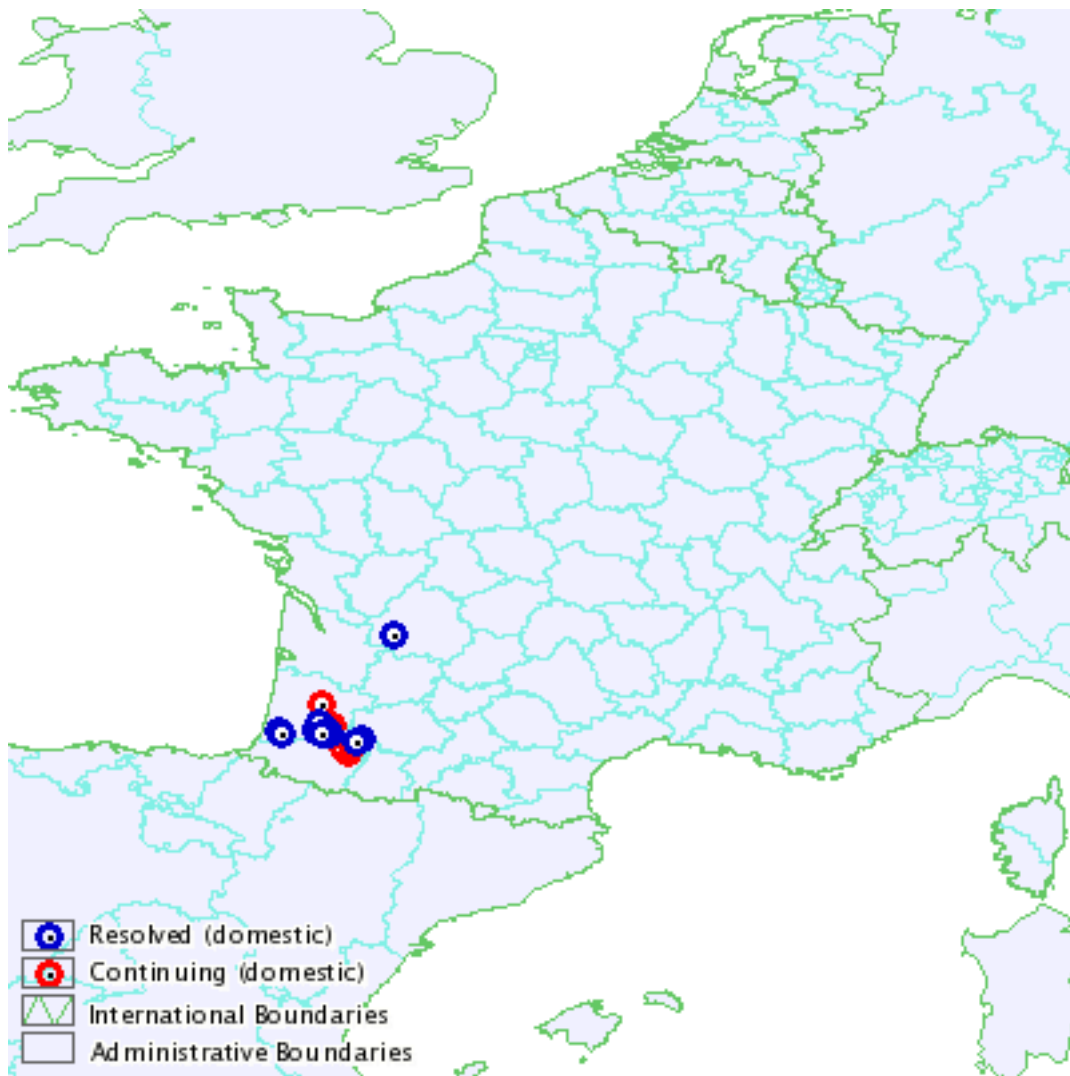 Resolved (domestic)
Continuing (domestic)
International Boundaries
Administrative Boundaries